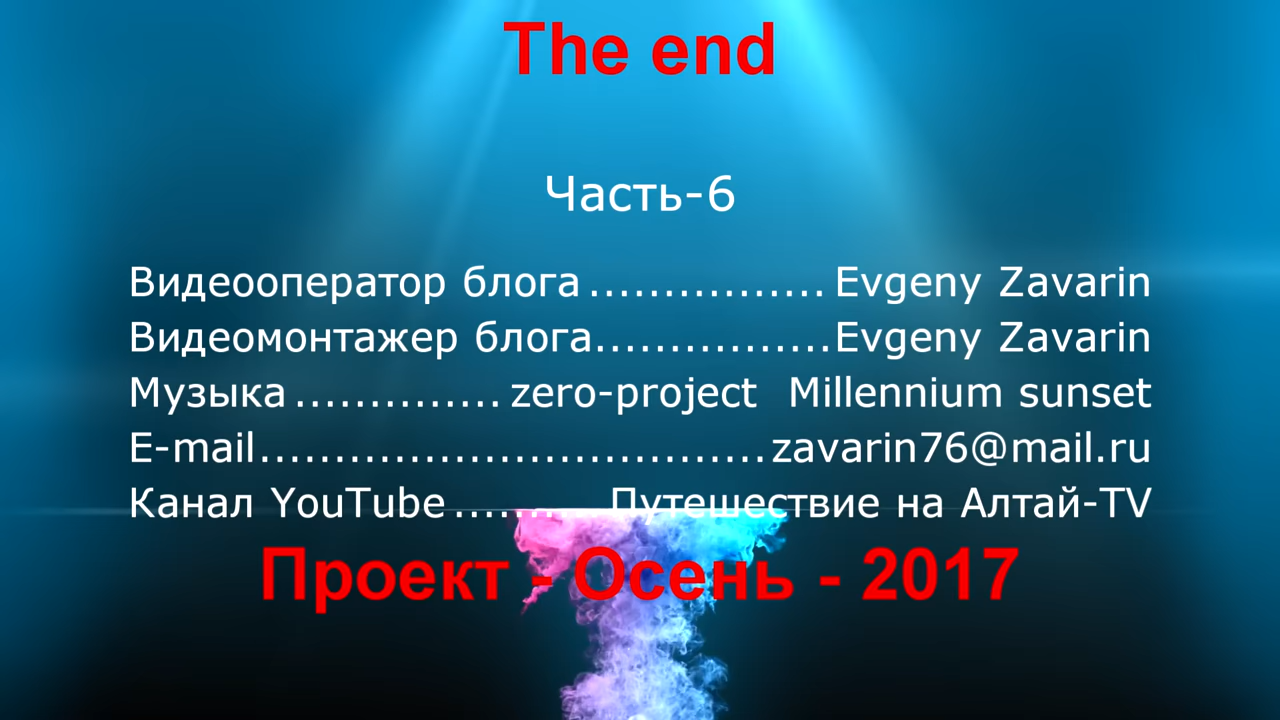 The end
Часть-6
Видеооператор блога................Evgeny Zavarin
Видеомонтажер блога................Evgeny Zavarin
Музыка..............zero-project Millennium sunset
E-mail..................................zavarin76@mail.ru
Канал YouTube....... Путешествие на Алтай-TV
Проект - Осень - 2017